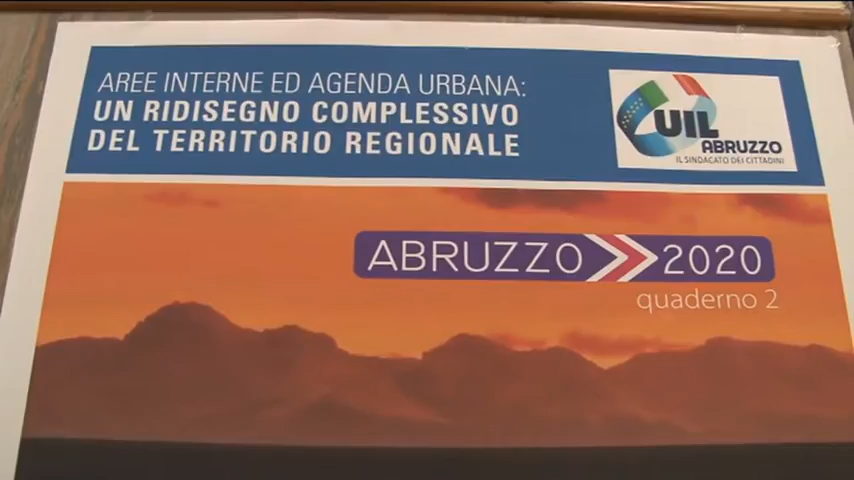 AREE INTERNE ED AGENDA URBANA:
UN RIDISEGNO COMPLESSIVO
DEL TERRITORIO REGIONALE
UIL
ABRUZZO
IL SINDACATO DEI CITTADINI
ABRUZZO 2020
quaderno 2